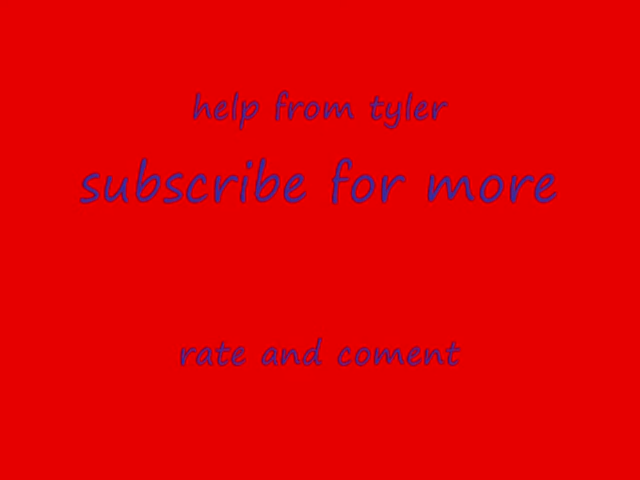 help from tyler
subscribe for more
rate and coment